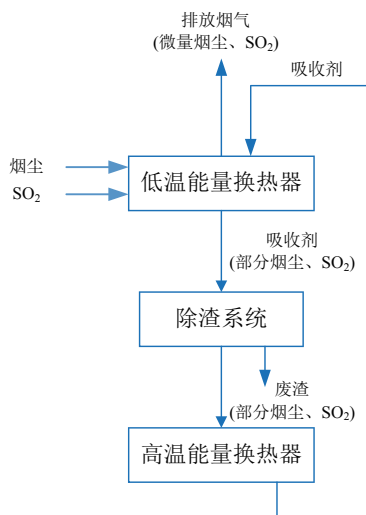 排放烟气
(微量烟尘、SO₂)
吸收剂
烟尘
SO₂
低温能量换热器
吸收剂
(部分烟尘、SO₂)
除渣系统
废渣
(部分烟尘、SO₂)
高温能量换热器